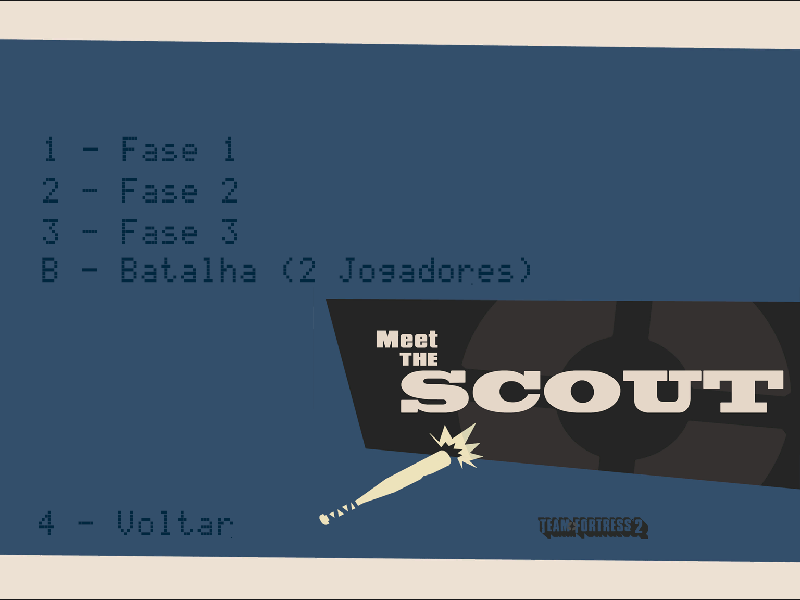 1 - Fase 1
2 - Fase 2
3 - Fase 3
B - Batalha (2 Jogadores)
Meet
THE
SCOUT
4 - Voltar
TEAM FORTRESS 2